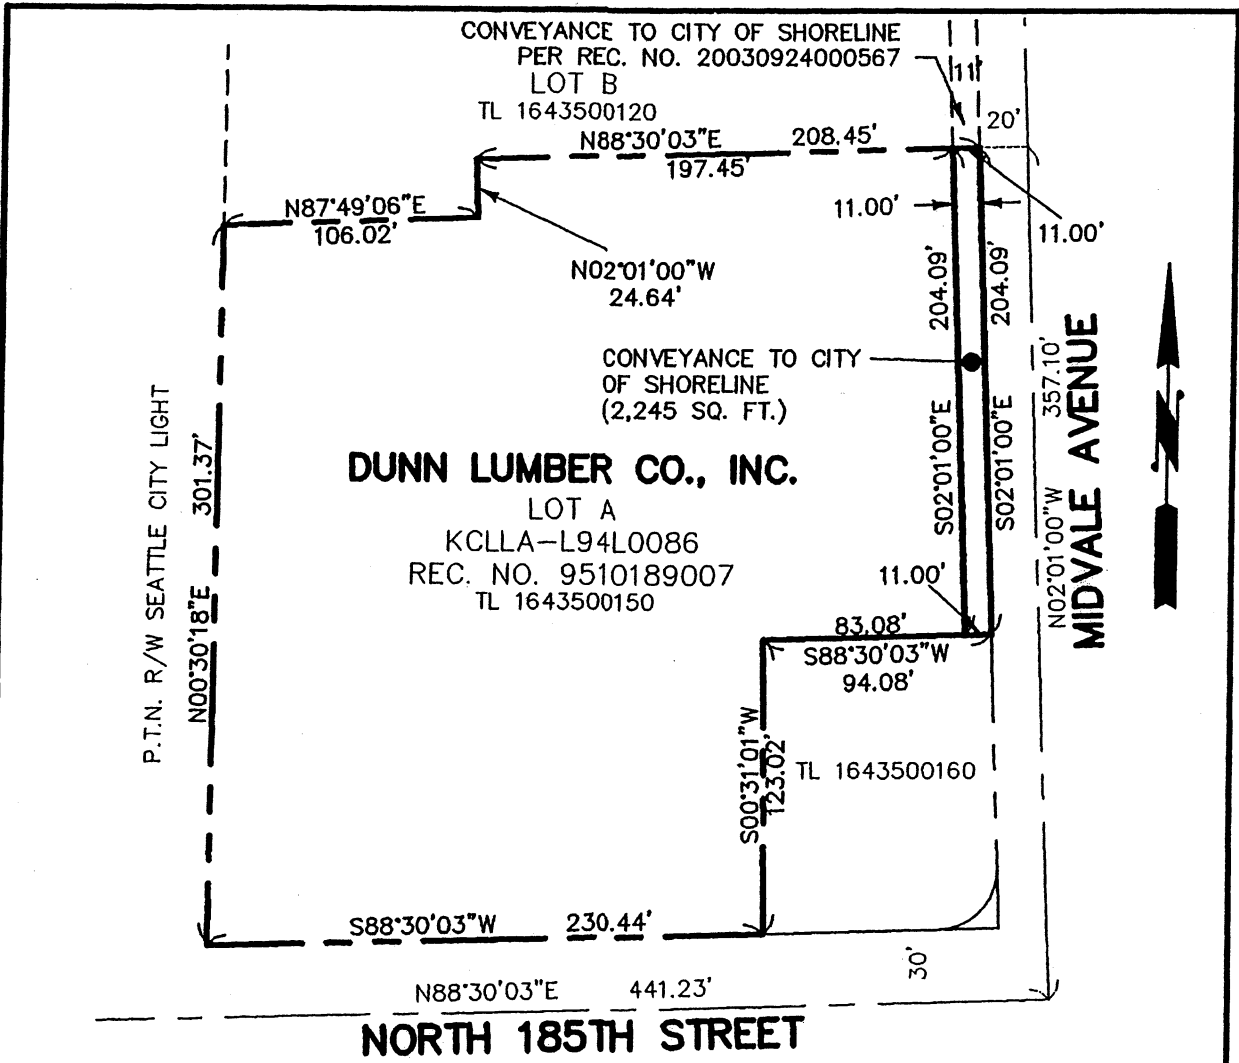 CONVEYANCE TO CITY OF SHORELINE
PER REC. NO. 20030924000567
LOT B
TL 1643500120
11'
20'
N88°30'03"E 208.45'
197.45'
N87°49'06"E
106.02'
11.00'
11.00'
N02°01'00"W
24.64'
204.09'
204.09'
CONVEYANCE TO CITY
OF SHORELINE
(2,245 SQ. FT.)
S02°01'00"E
S02°01'00"E
N02°01'00"W 357.10'
MIDVALE AVENUE
N
P.T.N. R/W SEATTLE CITY LIGHT
N00°30'18"E 301.37'
DUNN LUMBER CO., INC.
LOT A
KCLLA-L94L0086
REC. NO. 9510189007
TL 1643500150
11.00'
83.08'
S88°30'03"W
94.08'
S00°31'01"W
123.02'
TL 1643500160
S88°30'03"W 230.44'
30'
N88°30'03"E 441.23'
NORTH 185TH STREET